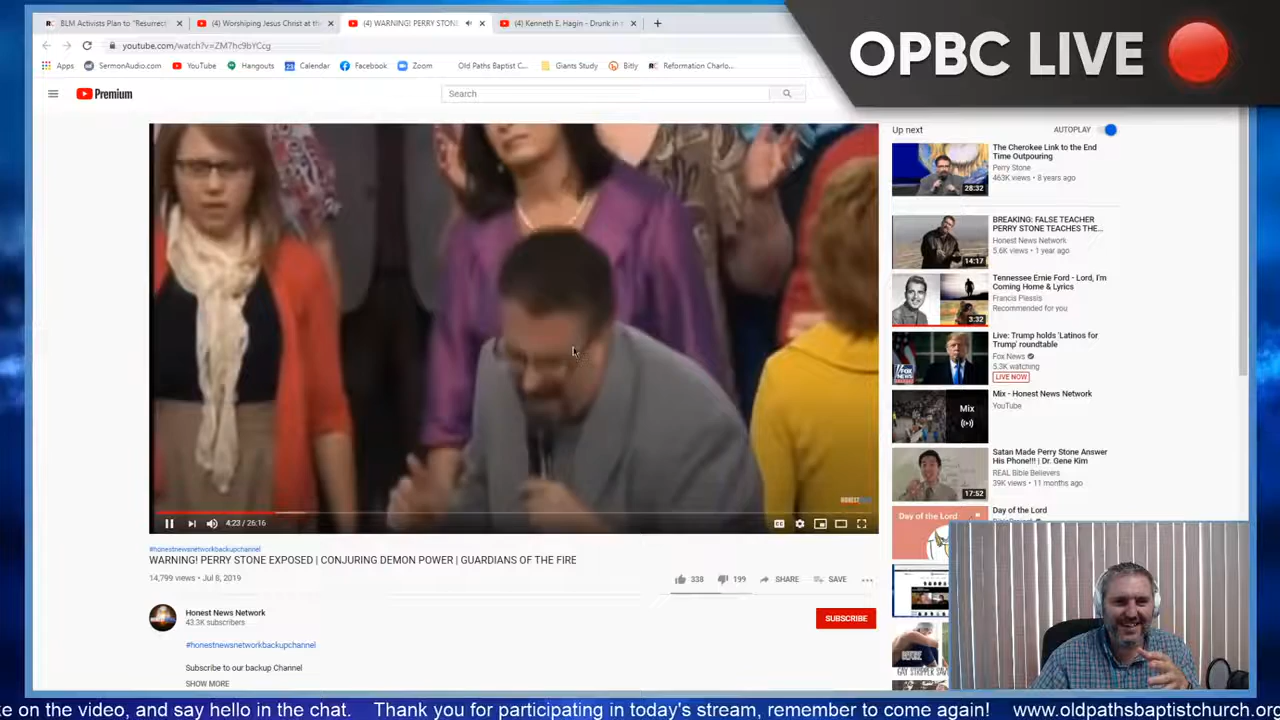 BLM Activists Plan to "Resurrect
(4) Worshiping Jesus Christ at th
(4) WARNING! PERRY STONE
(4) Kenneth E. Hagin - Drunk in
OPBC LIVE
youtube.com/watch?v=ZM7hc9bYCcg
Apps
SermonAudio.com
YouTube
Hangouts
Calendar
Facebook
Zoom
Old Paths Baptist C...
Giants Study
Bitly
Reformation Charlo...
Premium
Search
Up next
AUTOPLAY
The Cherokee Link to the End
Time Outpouring
Perry Stone
463K views • 8 years ago
28:32
BREAKING: FALSE TEACHER
PERRY STONE TEACHES THE...
Honest News Network
5.6K views • 1 year ago
14:17
Tennessee Ernie Ford - Lord, I'm
Coming Home & Lyrics
Francis Plessis
Recommended for you
3:32
Live: Trump holds 'Latinos for
Trump' roundtable
Fox News
5.3K watching
LIVE NOW
Mix - Honest News Network
YouTube
Mix
Satan Made Perry Stone Answer
His Phone!!! | Dr. Gene Kim
REAL Bible Believers
39K views • 11 months ago
17:52
Day of the Lord
Day of the Lord
4:23 / 26:16
#honestnewsnetworkbackupchannel
WARNING! PERRY STONE EXPOSED | CONJURING DEMON POWER | GUARDIANS OF THE FIRE
14,799 views • Jul 8, 2019
338
199
SHARE
SAVE
Honest News Network
43.3K subscribers
SUBSCRIBE
#honestnewsnetworkbackupchannel
Subscribe to our backup Channel
SHOW MORE
ke on the video, and say hello in the chat. Thank you for participating in today's stream, remember to come again! www.oldpathsbaptistchurch.org